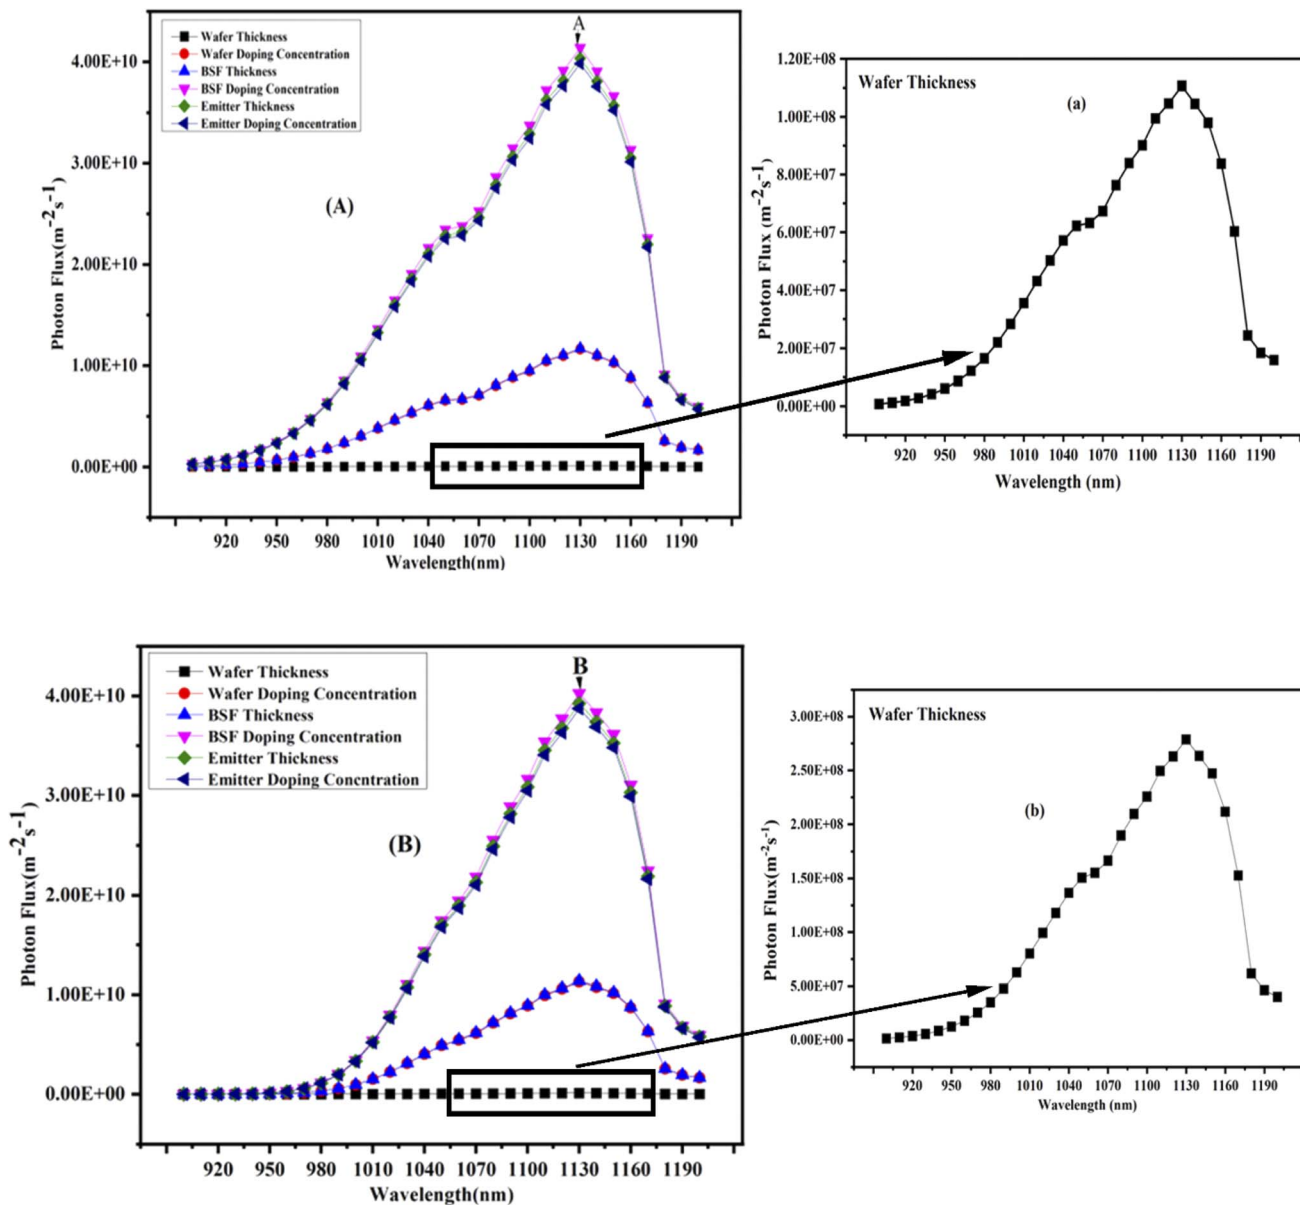 A
Wafer Thickness
Wafer Doping Concentration
BSF Thickness
BSF Doping Concentration
Emitter Thickness
Emitter Doping Concentration
(A)
Photon Flux(m-2s-1)
4.00E+10
3.00E+10
2.00E+10
1.00E+10
0.00E+00
920 950 980 1010 1040 1070 1100 1130 1160 1190
Wavelength(nm)
Wafer Thickness
(a)
Photon Flux (m-2s-1)
1.20E+08
1.00E+08
8.00E+07
6.00E+07
4.00E+07
2.00E+07
0.00E+00
920 950 980 1010 1040 1070 1100 1130 1160 1190
Wavelength (nm)
B
Wafer Thickness
Wafer Doping Concentration
BSF Thickness
BSF Doping Concentration
Emitter Thickness
Emitter Doping Concentration
(B)
Photon Flux(m-2s-1)
4.00E+10
3.00E+10
2.00E+10
1.00E+10
0.00E+00
920 950 980 1010 1040 1070 1100 1130 1160 1190
Wavelength(nm)
Wafer Thickness
(b)
Photon Flux(m-2s-1)
3.00E+08
2.50E+08
2.00E+08
1.50E+08
1.00E+08
5.00E+07
0.00E+00
920 950 980 1010 1040 1070 1100 1130 1160 1190
Wavelength (nm)